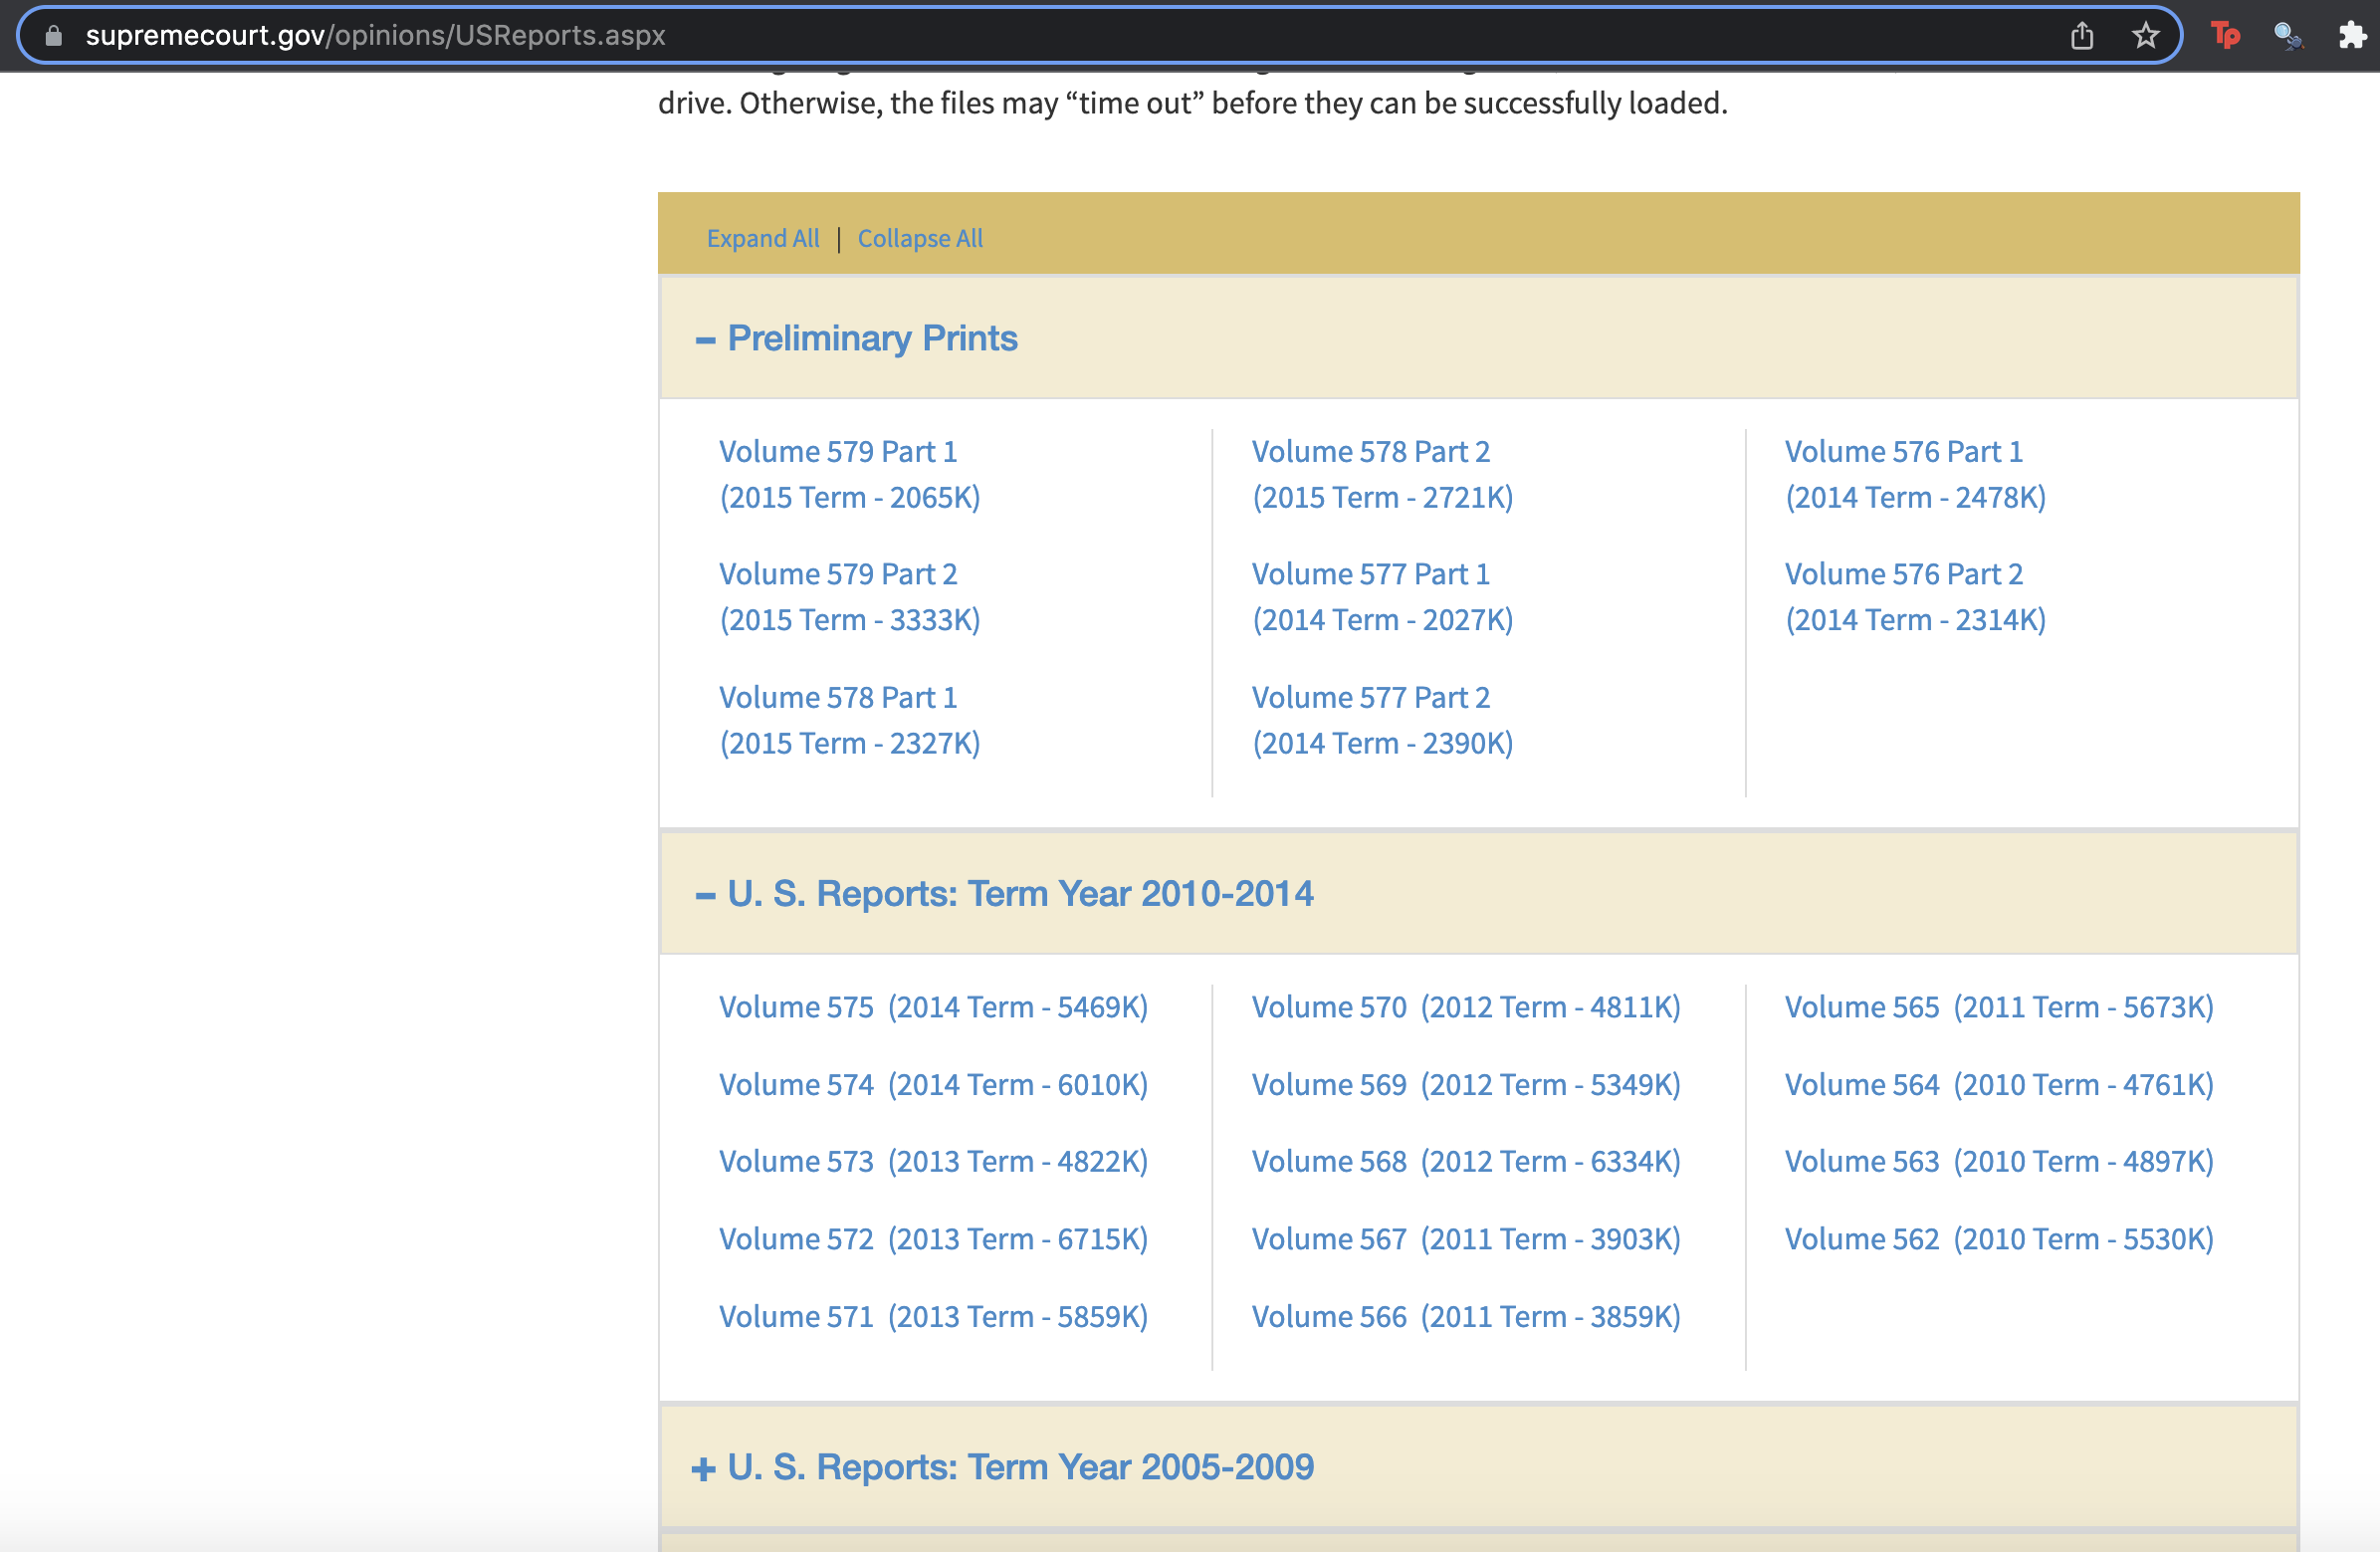 supremecourt.gov/opinions/USReports.aspx
Tp
drive. Otherwise, the files may “time out” before they can be successfully loaded.
Expand All | Collapse All
– Preliminary Prints
Volume 579 Part 1
(2015 Term - 2065K)
Volume 579 Part 2
(2015 Term - 3333K)
Volume 578 Part 1
(2015 Term - 2327K)
Volume 578 Part 2
(2015 Term - 2721K)
Volume 577 Part 1
(2014 Term - 2027K)
Volume 577 Part 2
(2014 Term - 2390K)
Volume 576 Part 1
(2014 Term - 2478K)
Volume 576 Part 2
(2014 Term - 2314K)
– U. S. Reports: Term Year 2010-2014
Volume 575 (2014 Term - 5469K)
Volume 574 (2014 Term - 6010K)
Volume 573 (2013 Term - 4822K)
Volume 572 (2013 Term - 6715K)
Volume 571 (2013 Term - 5859K)
Volume 570 (2012 Term - 4811K)
Volume 569 (2012 Term - 5349K)
Volume 568 (2012 Term - 6334K)
Volume 567 (2011 Term - 3903K)
Volume 566 (2011 Term - 3859K)
Volume 565 (2011 Term - 5673K)
Volume 564 (2010 Term - 4761K)
Volume 563 (2010 Term - 4897K)
Volume 562 (2010 Term - 5530K)
+ U. S. Reports: Term Year 2005-2009